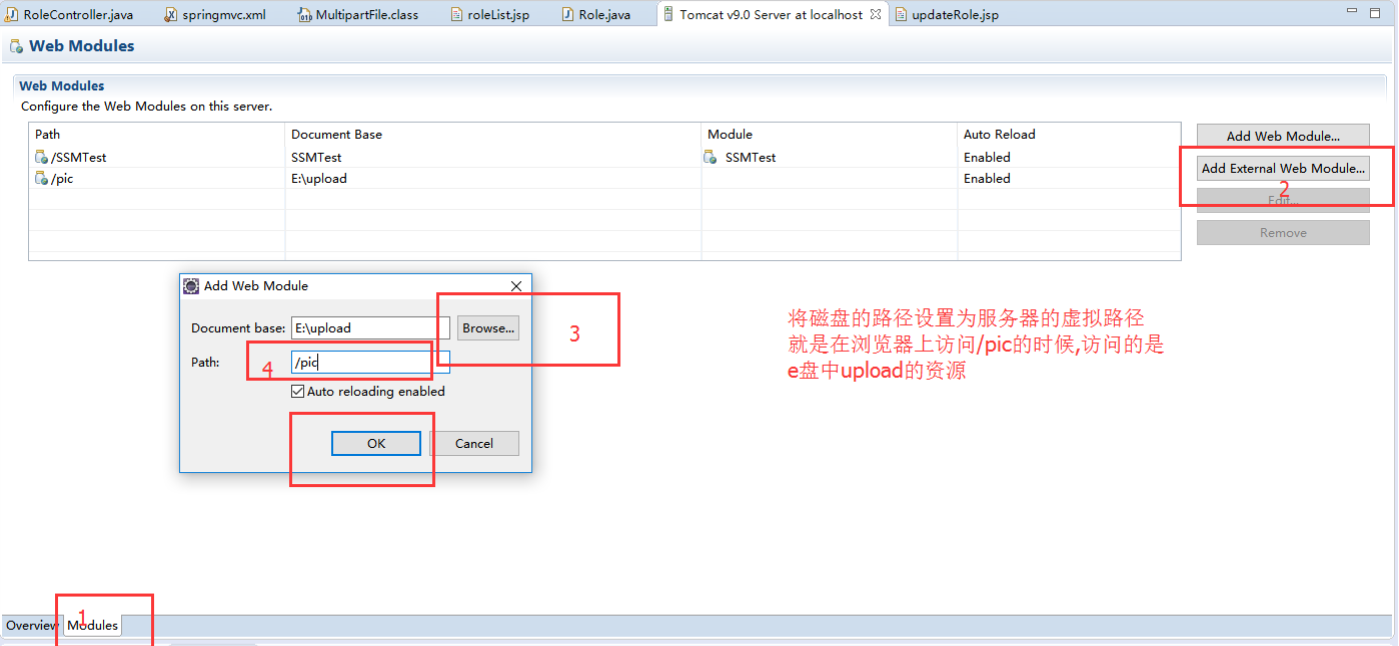 RoleController.java springmvc.xml MultipartFile.class roleList.jsp Role.java Tomcat v9.0 Server at localhost updateRole.jsp
Web Modules
Web Modules
Configure the Web Modules on this server.
Path Document Base Module Auto Reload
/SSMTest SSMTest SSMTest Enabled
/pic E:\upload Enabled
Add Web Module...
Add External Web Module...
2
Edit...
Remove
Add Web Module
Document base: E:\upload Browse... 3
Path: 4 /pic
Auto reloading enabled
OK Cancel
将磁盘的路径设置为服务器的虚拟路径
就是在浏览器上访问/pic的时候,访问的是
e盘中upload的资源
1
Overview Modules